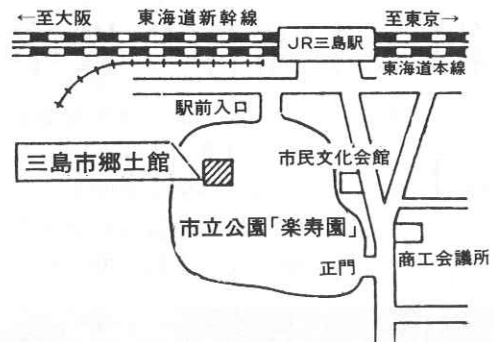 ←至大阪
東海道新幹線
至東京→
JR三島駅
東海道本線
駅前入口
三島市郷土館
市民文化会館
市立公園「楽寿園」
正門
商工会議所